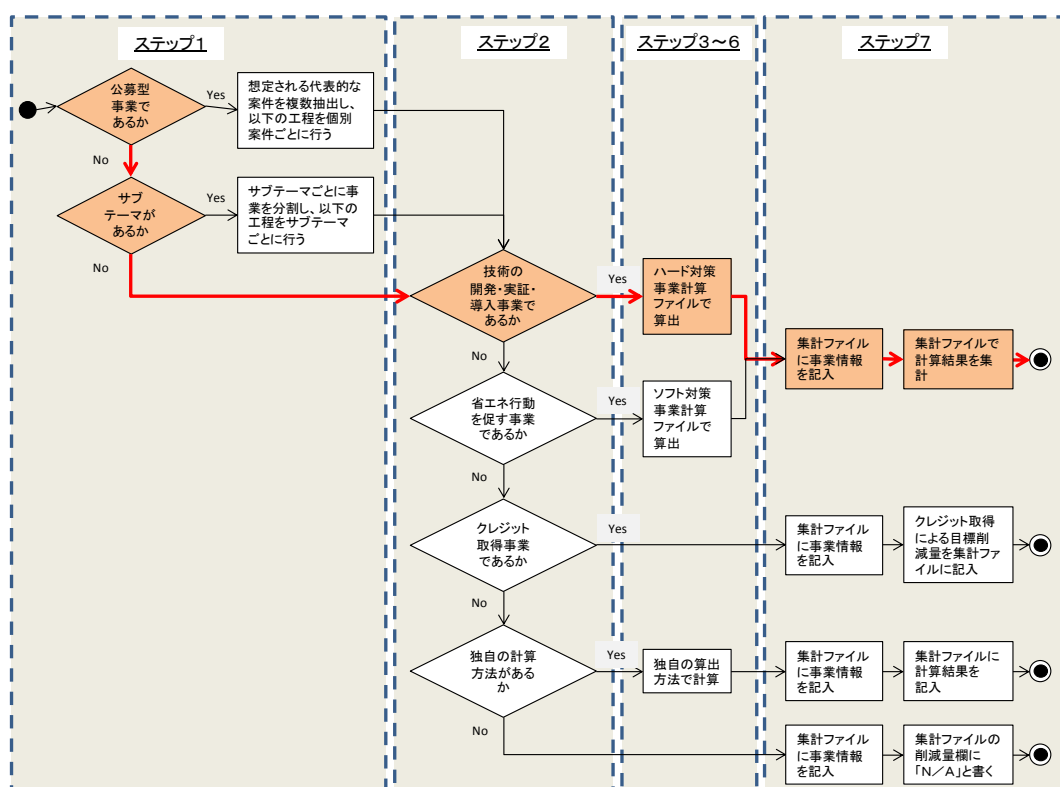 ステップ1
ステップ2
ステップ3～6
ステップ7
公募型
事業で
あるか
Yes
想定される代表的な
案件を複数抽出し、
以下の工程を個別
案件ごとに行う
No
サブ
テーマが
あるか
Yes
サブテーマごとに事
業を分割し、以下の
工程をサブテーマ
ごとに行う
No
技術の
開発・実証・
導入事業で
あるか
Yes
ハード対策
事業計算
ファイルで
算出
集計ファイル
に事業情報
を記入
集計ファイルで
計算結果を集
計
No
省エネ行動
を促す事業
であるか
Yes
ソフト対策
事業計算
ファイルで
算出
No
クレジット
取得事業
であるか
Yes
集計ファイル
に事業情報
を記入
クレジット取得
による目標削
減量を集計ファ
イルに記入
No
独自の計算
方法がある
か
Yes
独自の算出
方法で計算
集計ファイル
に事業情報
を記入
集計ファイルに
計算結果を
記入
No
集計ファイル
に事業情報
を記入
集計ファイルの
削減量欄に
「N／A」と書く